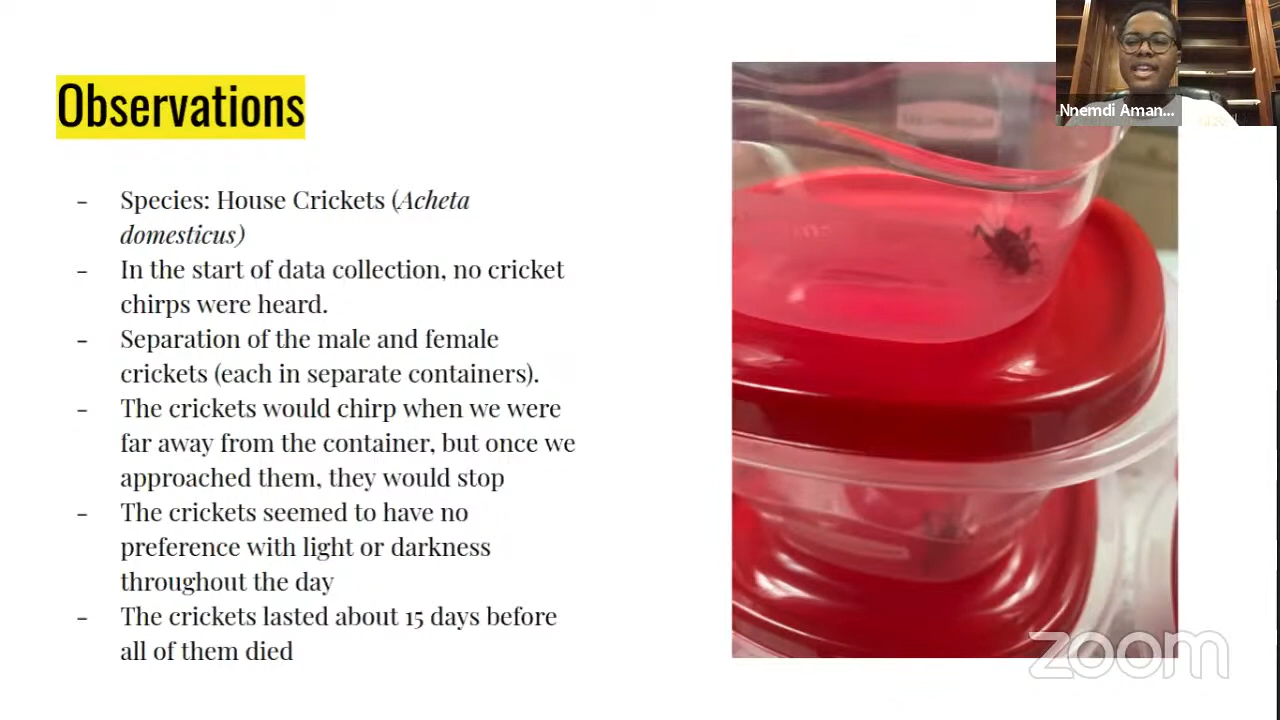 Observations
Nnemdi Aman...
- Species: House Crickets (Acheta
domesticus)
- In the start of data collection, no cricket
chirps were heard.
- Separation of the male and female
crickets (each in separate containers).
- The crickets would chirp when we were
far away from the container, but once we
approached them, they would stop
- The crickets seemed to have no
preference with light or darkness
throughout the day
- The crickets lasted about 15 days before
all of them died
zoom